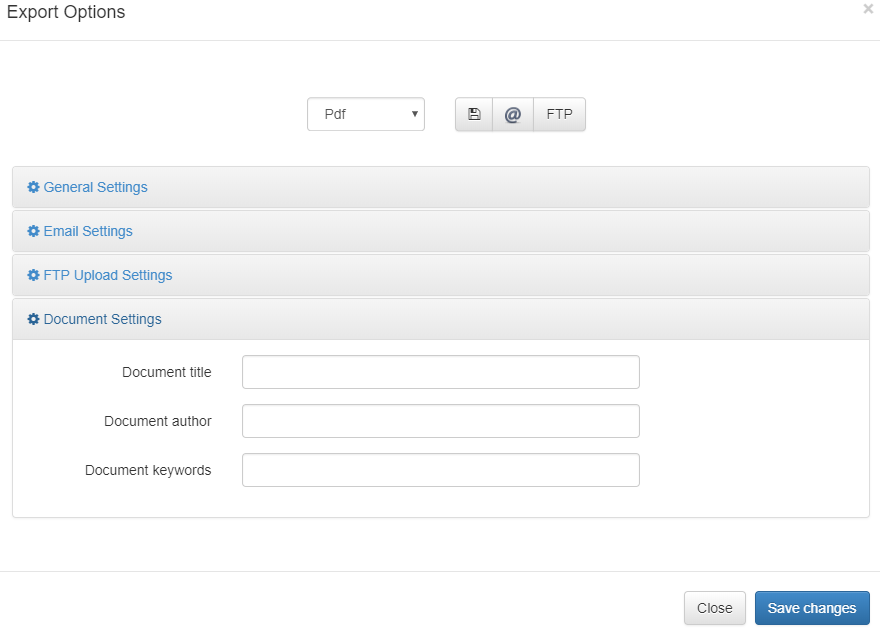 Export Options
×
Pdf
@ FTP
General Settings
Email Settings
FTP Upload Settings
Document Settings
Document title
Document author
Document keywords
Close Save changes